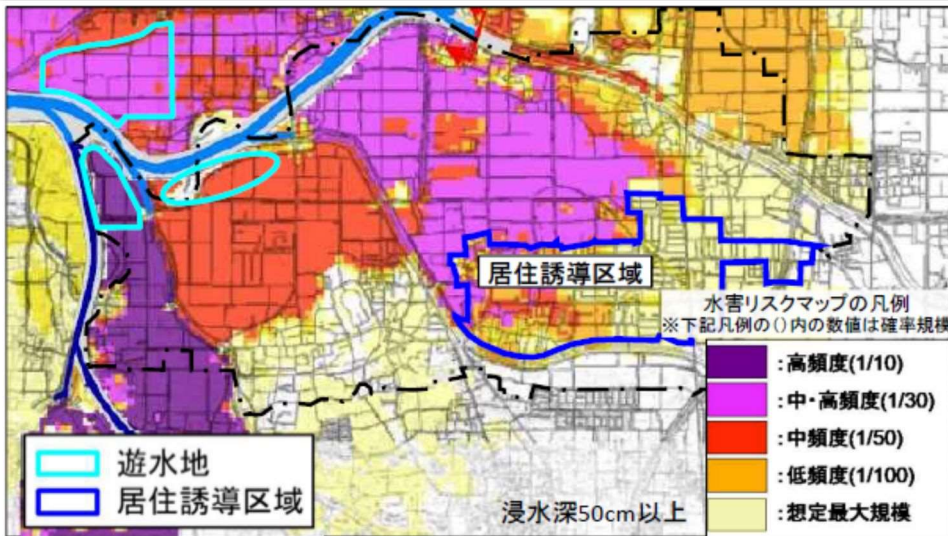 居住誘導区域
水害リスクマップの凡例
※下記凡例の()内の数値は確率規模
:高頻度(1/10)
:中・高頻度(1/30)
:中頻度(1/50)
:低頻度(1/100)
:想定最大規模
遊水地
居住誘導区域
浸水深50cm以上